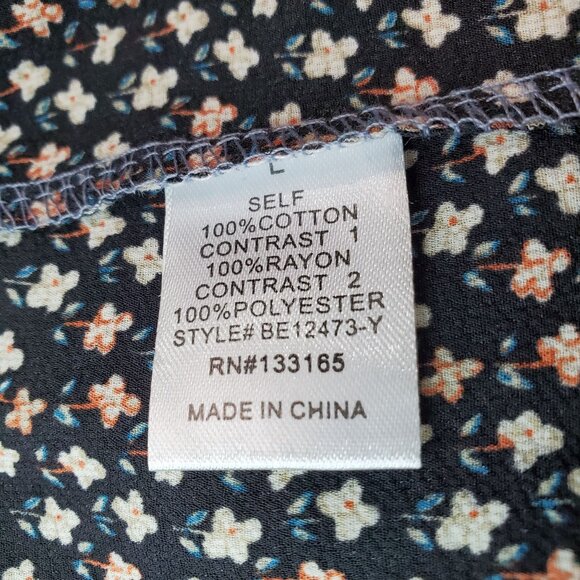 L
SELF
100%COTTON
CONTRAST 1
100%RAYON
CONTRAST 2
100%POLYESTER
STYLE# BE12473-Y
RN#133165
MADE IN CHINA